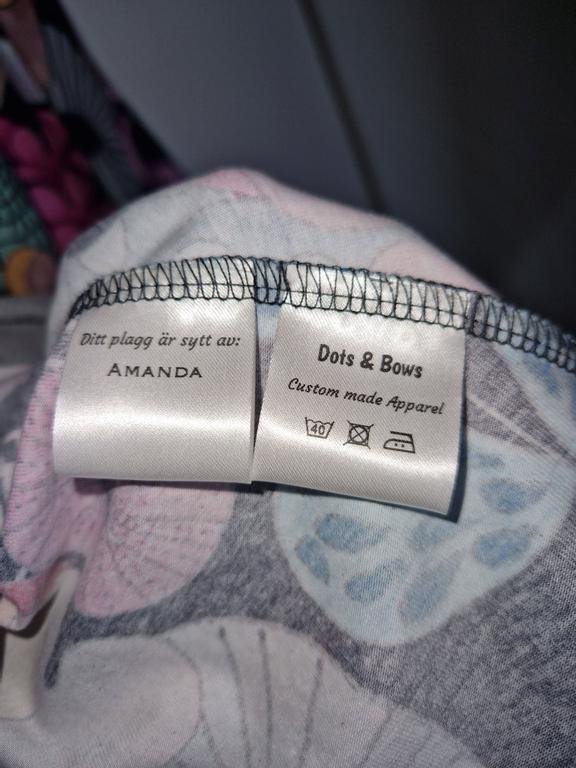 Ditt plagg är sytt av:
AMANDA
Dots & Bows
Custom made Apparel
40